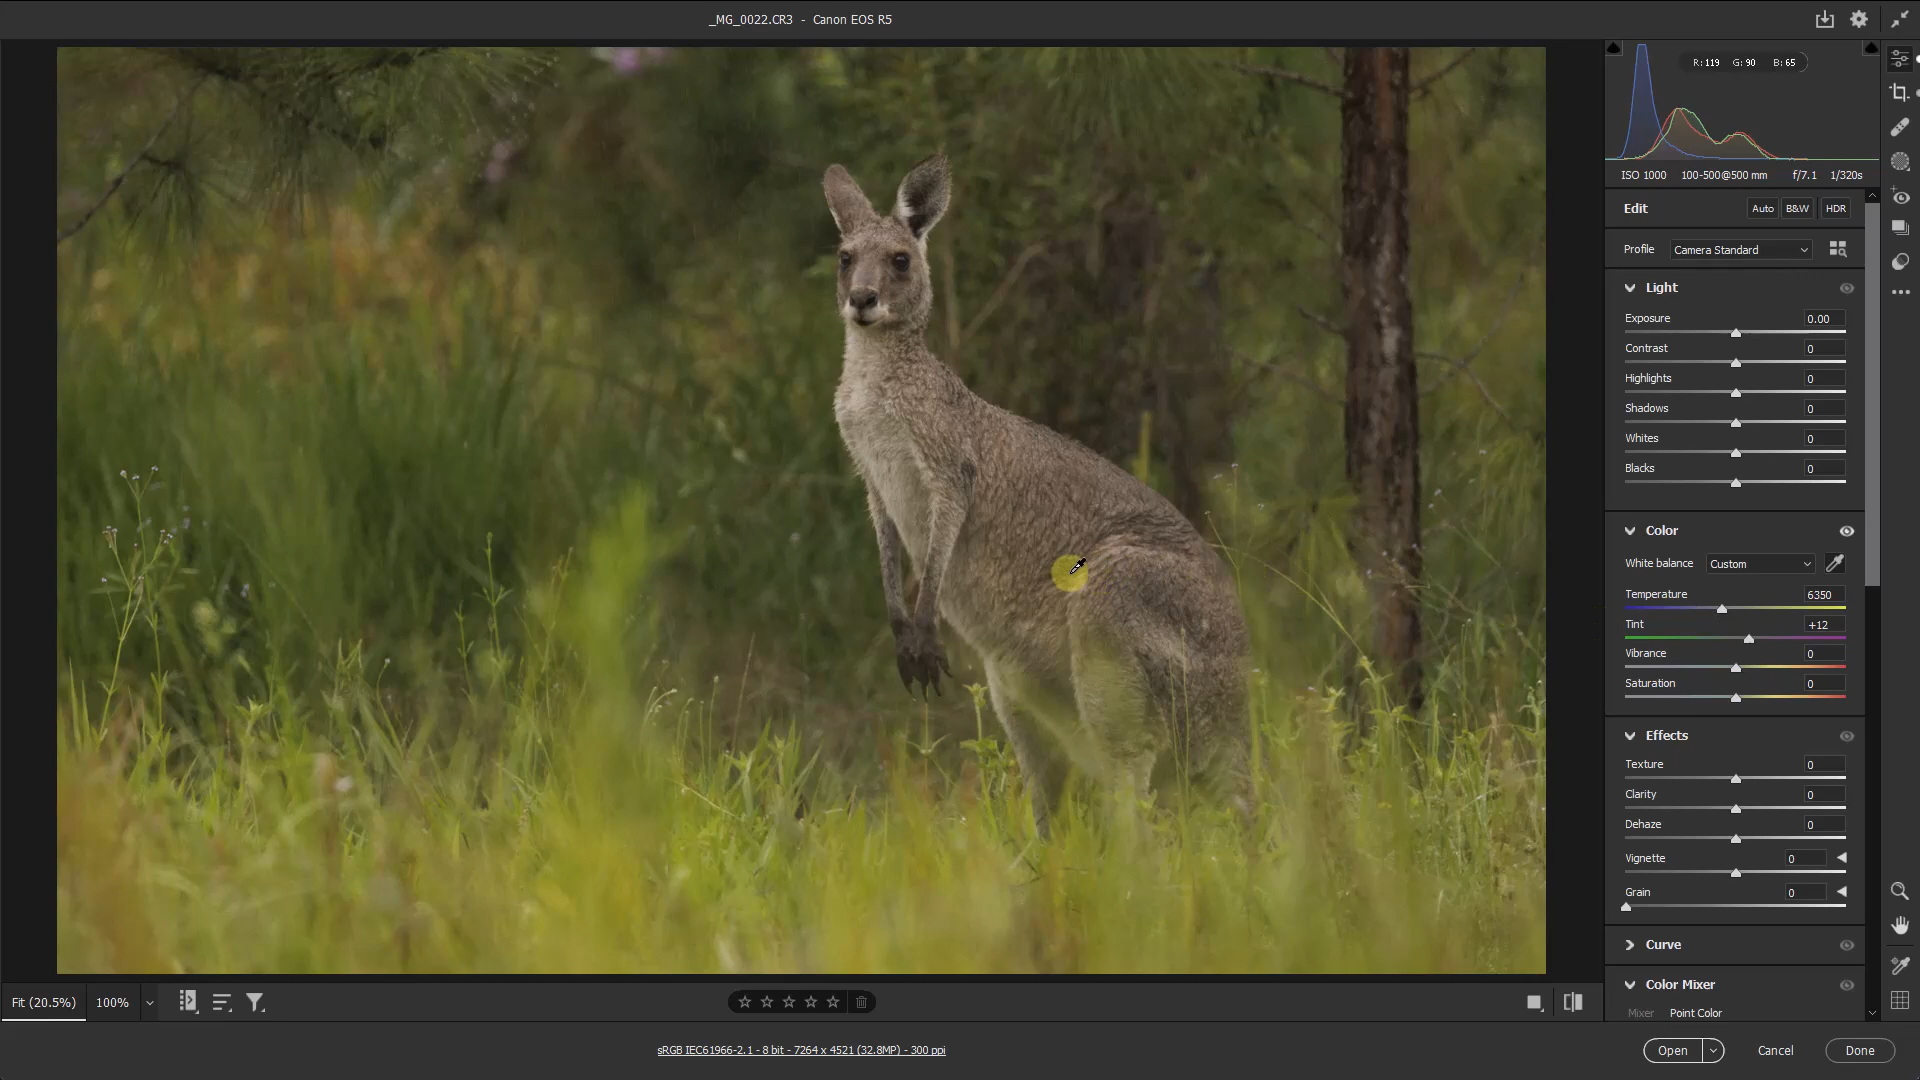 _MG_0022.CR3 - Canon EOS R5
R: 119 G: 90 B: 65
ISO 1000 100-500@500 mm f/7.1 1/320s
Edit Auto B&W HDR
Profile Camera Standard
Light
Exposure 0.00
Contrast 0
Highlights 0
Shadows 0
Whites 0
Blacks 0
Color
White balance Custom
Temperature 6350
Tint +12
Vibrance 0
Saturation 0
Effects
Texture 0
Clarity 0
Dehaze 0
Vignette 0
Grain 0
Curve
Color Mixer
Mixer Point Color
Fit (20.5%) 100%
sRGB IEC61966-2.1 - 8 bit - 7264 x 4521 (32.8MP) - 300 ppi
Open Cancel Done